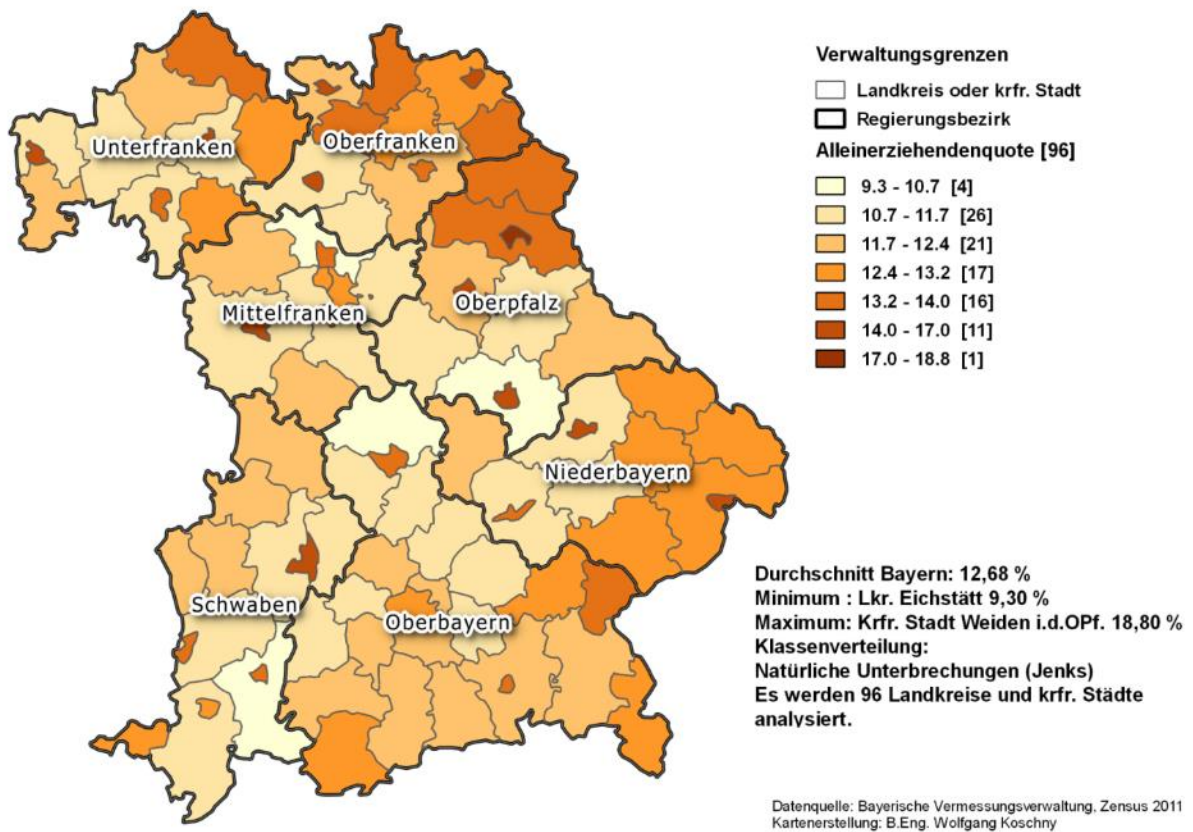 Unterfranken
Oberfranken
Mittelfranken
Oberpfalz
Niederbayern
Schwaben
Oberbayern
Verwaltungsgrenzen
Landkreis oder krfr. Stadt
Regierungsbezirk
Alleinerziehendenquote [96]
9.3 - 10.7 [4]
10.7 - 11.7 [26]
11.7 - 12.4 [21]
12.4 - 13.2 [17]
13.2 - 14.0 [16]
14.0 - 17.0 [11]
17.0 - 18.8 [1]
Durchschnitt Bayern: 12,68 %
Minimum : Lkr. Eichstätt 9,30 %
Maximum: Krfr. Stadt Weiden i.d.OPf. 18,80 %
Klassenverteilung:
Natürliche Unterbrechungen (Jenks)
Es werden 96 Landkreise und krfr. Städte
analysiert.
Datenquelle: Bayerische Vermessungsverwaltung, Zensus 2011
Kartenerstellung: B.Eng. Wolfgang Koschny